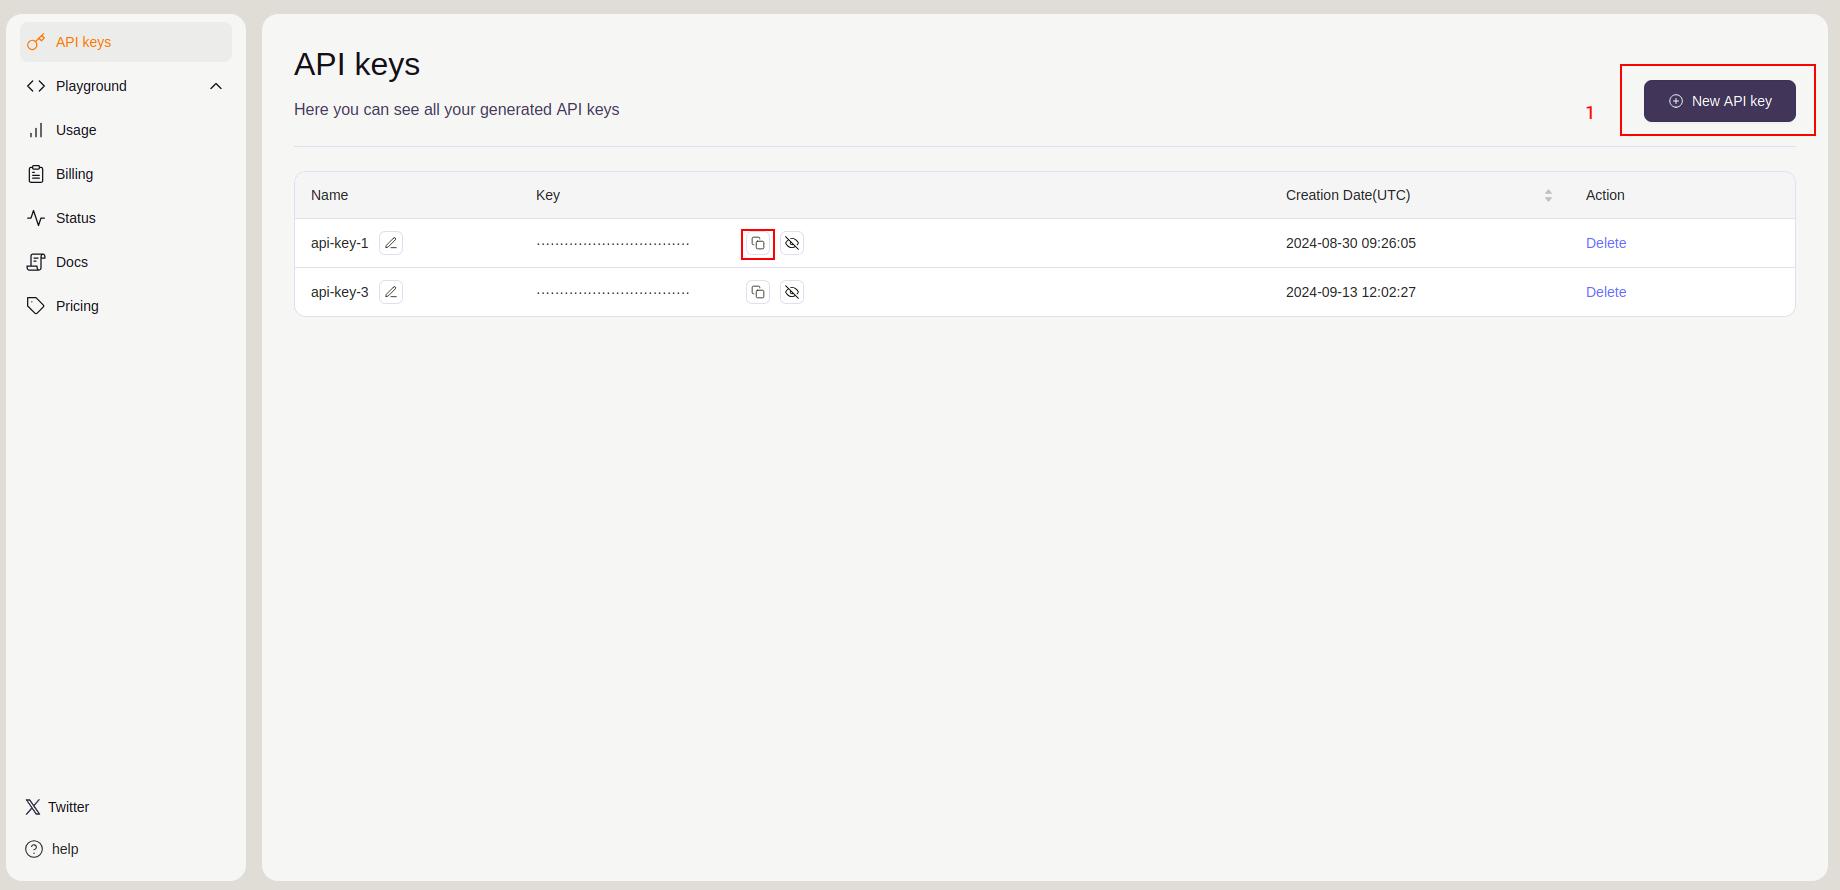 API keys
Playground
Usage
Billing
Status
Docs
Pricing
Twitter
help
API keys
Here you can see all your generated API keys
1
New API key
Name Key Creation Date(UTC) Action
api-key-1 ································· 2024-08-30 09:26:05 Delete
api-key-3 ································· 2024-09-13 12:02:27 Delete